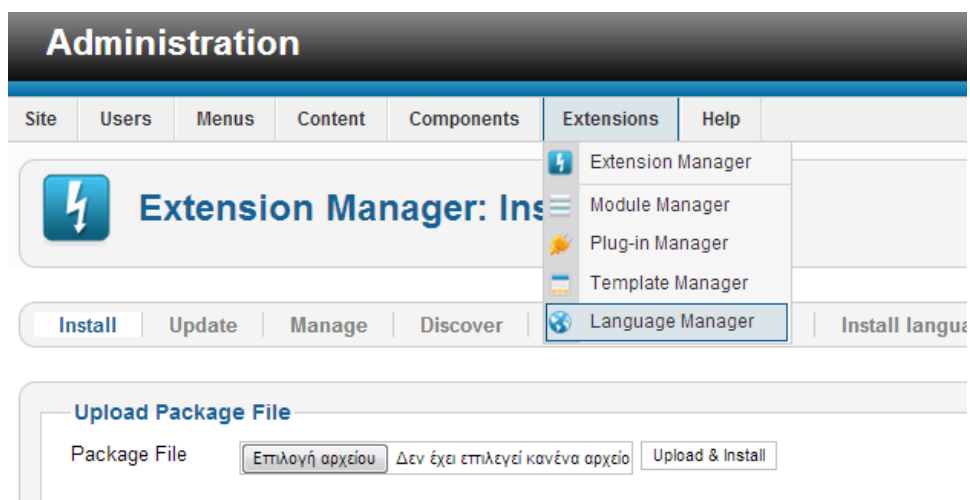 Administration
Site Users Menus Content Components Extensions Help
Extension Manager
Extension Manager: Ins
Module Manager
Plug-in Manager
Template Manager
Install Update Manage Discover Language Manager Install langua
Upload Package File
Package File Επιλογή αρχείου Δεν έχει επιλεγεί κανένα αρχείο Upload & Install